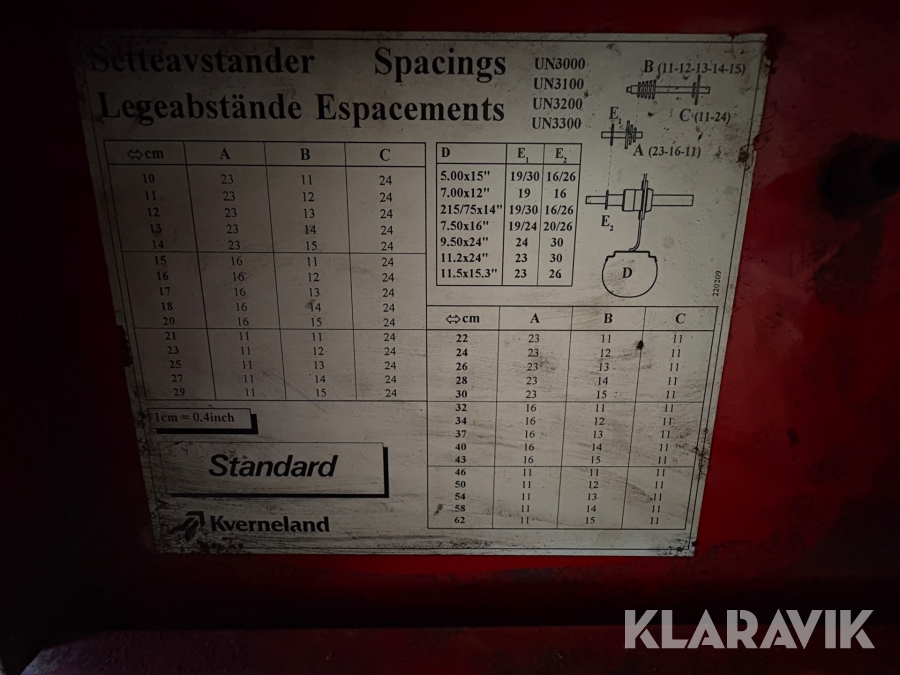 Setteavstander Spacings
Legeabstände Espacements
UN3000
UN3100
UN3200
UN3300
B (11-12-13-14-15)
C (11-24)
E1
A (23-16-11)
E2
D
220209
⇔cm A B C
10 23 11 24
11 23 12 24
12 23 13 24
13 23 14 24
14 23 15 24
15 16 11 24
16 16 12 24
17 16 13 24
18 16 14 24
20 16 15 24
21 11 11 24
23 11 12 24
25 11 13 24
27 11 14 24
29 11 15 24
D E1 E2
5.00x15" 19/30 16/26
7.00x12" 19 16
215/75x14" 19/30 16/26
7.50x16" 19/24 20/26
9.50x24" 24 30
11.2x24" 23 30
11.5x15.3" 23 26
⇔cm A B C
22 23 11 11
24 23 12 11
26 23 13 11
28 23 14 11
30 23 15 11
32 16 11 11
34 16 12 11
37 16 13 11
40 16 14 11
43 16 15 11
46 11 11 11
50 11 12 11
54 11 13 11
58 11 14 11
62 11 15 11
1cm = 0.4inch
Standard
Kverneland
KLARAVIK